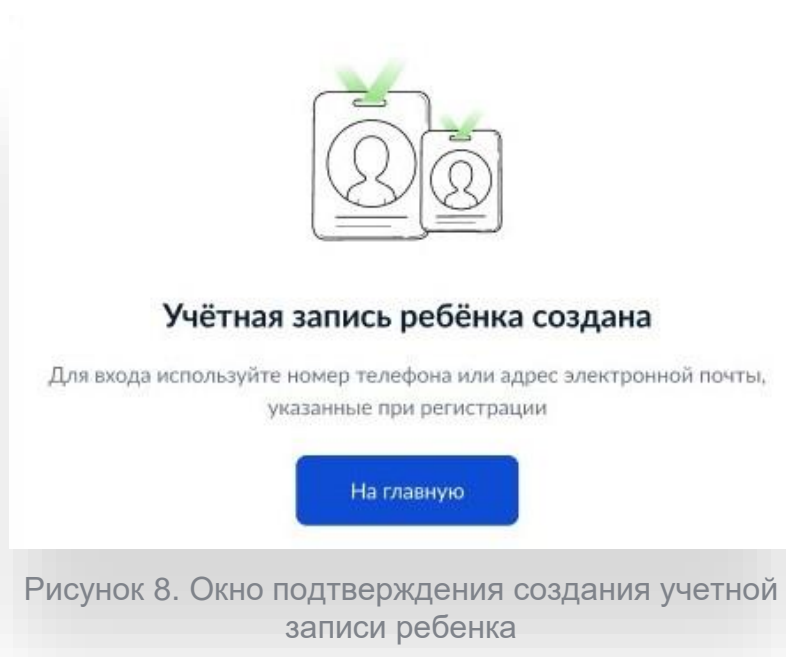 Учётная запись ребёнка создана
Для входа используйте номер телефона или адрес электронной почты,
указанные при регистрации
На главную
Рисунок 8. Окно подтверждения создания учетной
записи ребенка